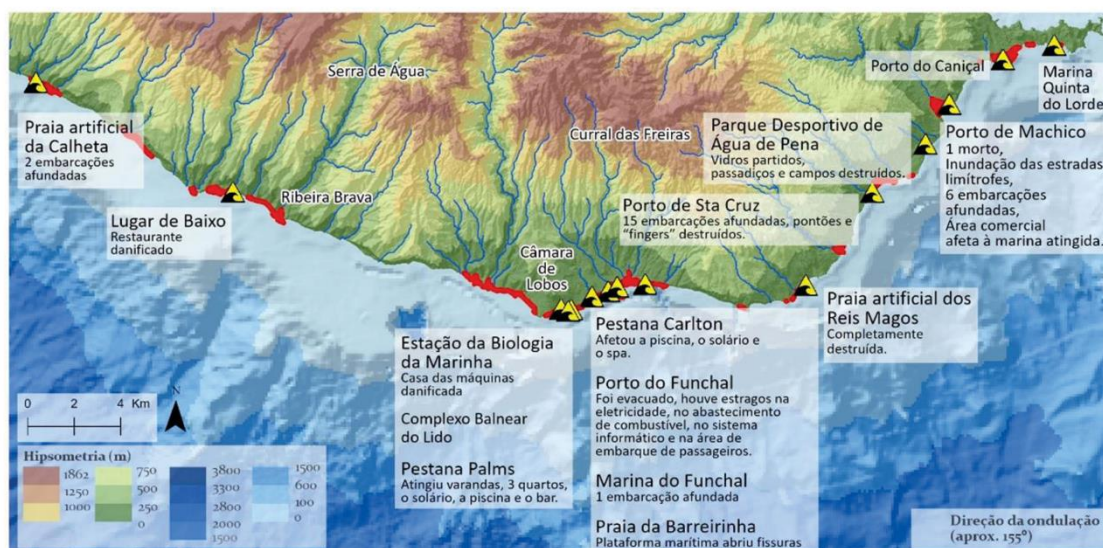 Serra de Água
Porto do Caniçal
Marina
Quinta
do Lorde
Praia artificial
da Calheta
2 embarcações
afundadas
Curral das Freiras
Parque Desportivo de
Água de Pena
Vidros partidos,
passadiços e campos destruídos.
Porto de Machico
1 morto,
Inundação das estradas
limítrofes,
6 embarcações
afundadas,
Área comercial
afeta à marina atingida.
Ribeira Brava
Lugar de Baixo
Restaurante
danificado
Porto de Sta Cruz
15 embarcações afundadas, pontões e
“fingers” destruídos.
Câmara
de
Lobos
Praia artificial dos
Reis Magos
Completamente
destruída.
Estação da Biologia
da Marinha
Casa das máquinas
danificada
Complexo Balnear
do Lido
Pestana Palms
Atingiu varandas, 3 quartos,
o solário, a piscina e o bar.
Pestana Carlton
Afetou a piscina, o solário e
o spa.
Porto do Funchal
Foi evacuado, houve estragos na
eletricidade, no abastecimento
de combustível, no sistema
informático e na área de
embarque de passageiros.
Marina do Funchal
1 embarcação afundada
Praia da Barreirinha
Plataforma marítima abriu fissuras
N
0 2 4 Km
Hipsometria (m)
1862
1250
1000
750
500
250
0
3800
3300
2800
2000
1500
1500
600
100
0
Direção da ondulação
(aprox. 155º)